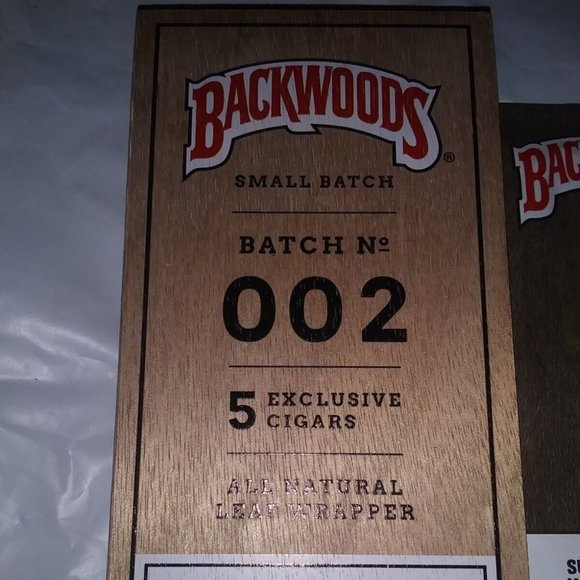 BACKWOODS®
SMALL BATCH
BATCH Nº
002
5 EXCLUSIVE
CIGARS
ALL NATURAL
LEAF WRAPPER